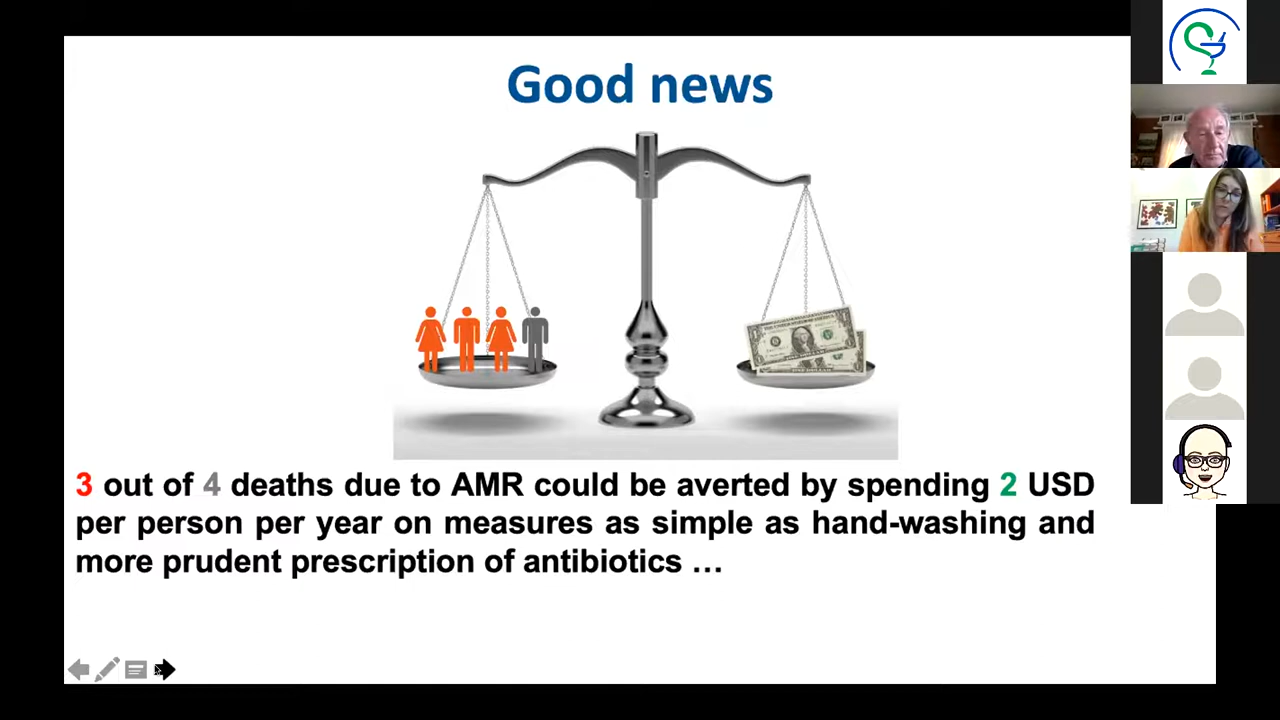 Good news
3 out of 4 deaths due to AMR could be averted by spending 2 USD
per person per year on measures as simple as hand-washing and
more prudent prescription of antibiotics …